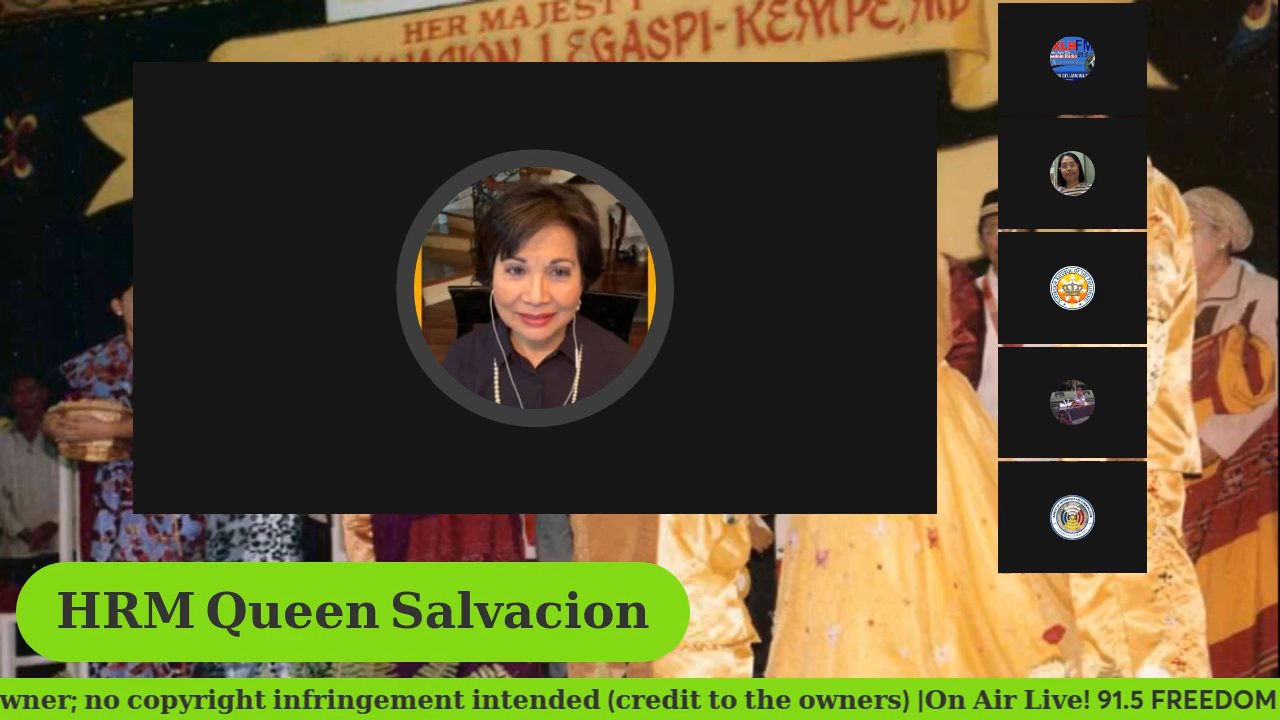 HER MAJESTY
LEGASPI-KEMPE, MD
XLHFM
HRM Queen Salvacion
wner; no copyright infringement intended (credit to the owners) |On Air Live! 91.5 FREEDOM